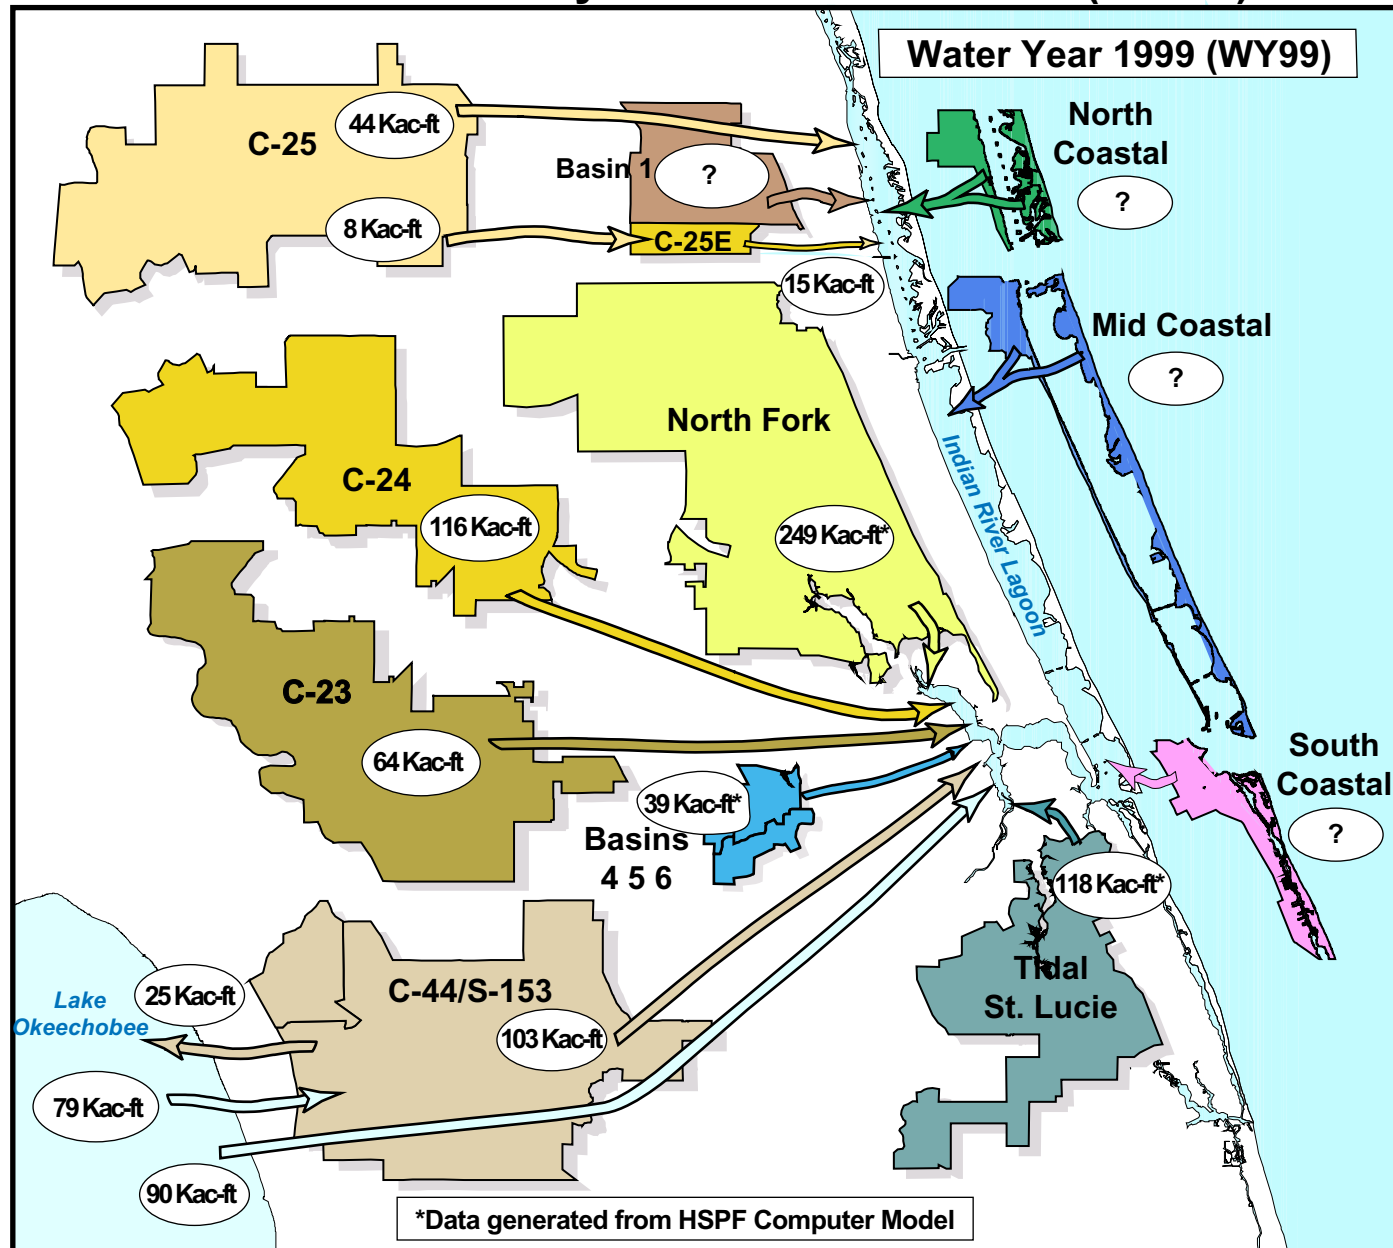 Water Year 1999 (WY99)
C-25
44 Kac-ft
8 Kac-ft
Basin 1
?
C-25E
15 Kac-ft
North
Coastal
?
Mid Coastal
?
North Fork
249 Kac-ft*
C-24
116 Kac-ft
Indian River Lagoon
C-23
64 Kac-ft
39 Kac-ft*
Basins
4 5 6
South
Coastal
?
118 Kac-ft*
Tidal
St. Lucie
C-44/S-153
103 Kac-ft
Lake
Okeechobee
25 Kac-ft
79 Kac-ft
90 Kac-ft
*Data generated from HSPF Computer Model